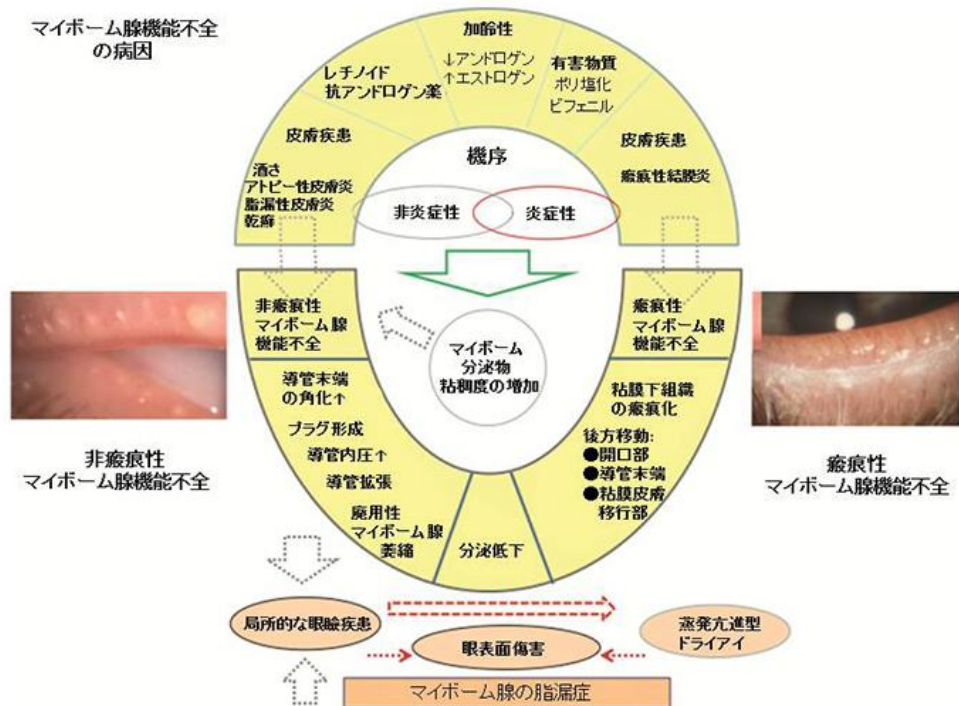 マイボーム腺機能不全
の病因
加齢性
↓アンドロゲン
↑エストロゲン
レチノイド
抗アンドロゲン薬
有害物質
ポリ塩化
ビフェニル
皮膚疾患
酒さ
アトピー性皮膚炎
脂漏性皮膚炎
乾癬
皮膚疾患
瘢痕性結膜炎
機序
非炎症性
炎症性
非瘢痕性
マイボーム腺
機能不全
瘢痕性
マイボーム腺
機能不全
マイボーム
分泌物
粘稠度の増加
導管末端
の角化↑
プラグ形成
導管内圧↑
導管拡張
廃用性
マイボーム腺
萎縮
分泌低下
粘膜下組織
の瘢痕化
後方移動:
●開口部
●導管末端
●粘膜皮膚
移行部
非瘢痕性
マイボーム腺機能不全
瘢痕性
マイボーム腺機能不全
局所的な眼瞼疾患
眼表面傷害
蒸発亢進型
ドライアイ
マイボーム腺の脂漏症